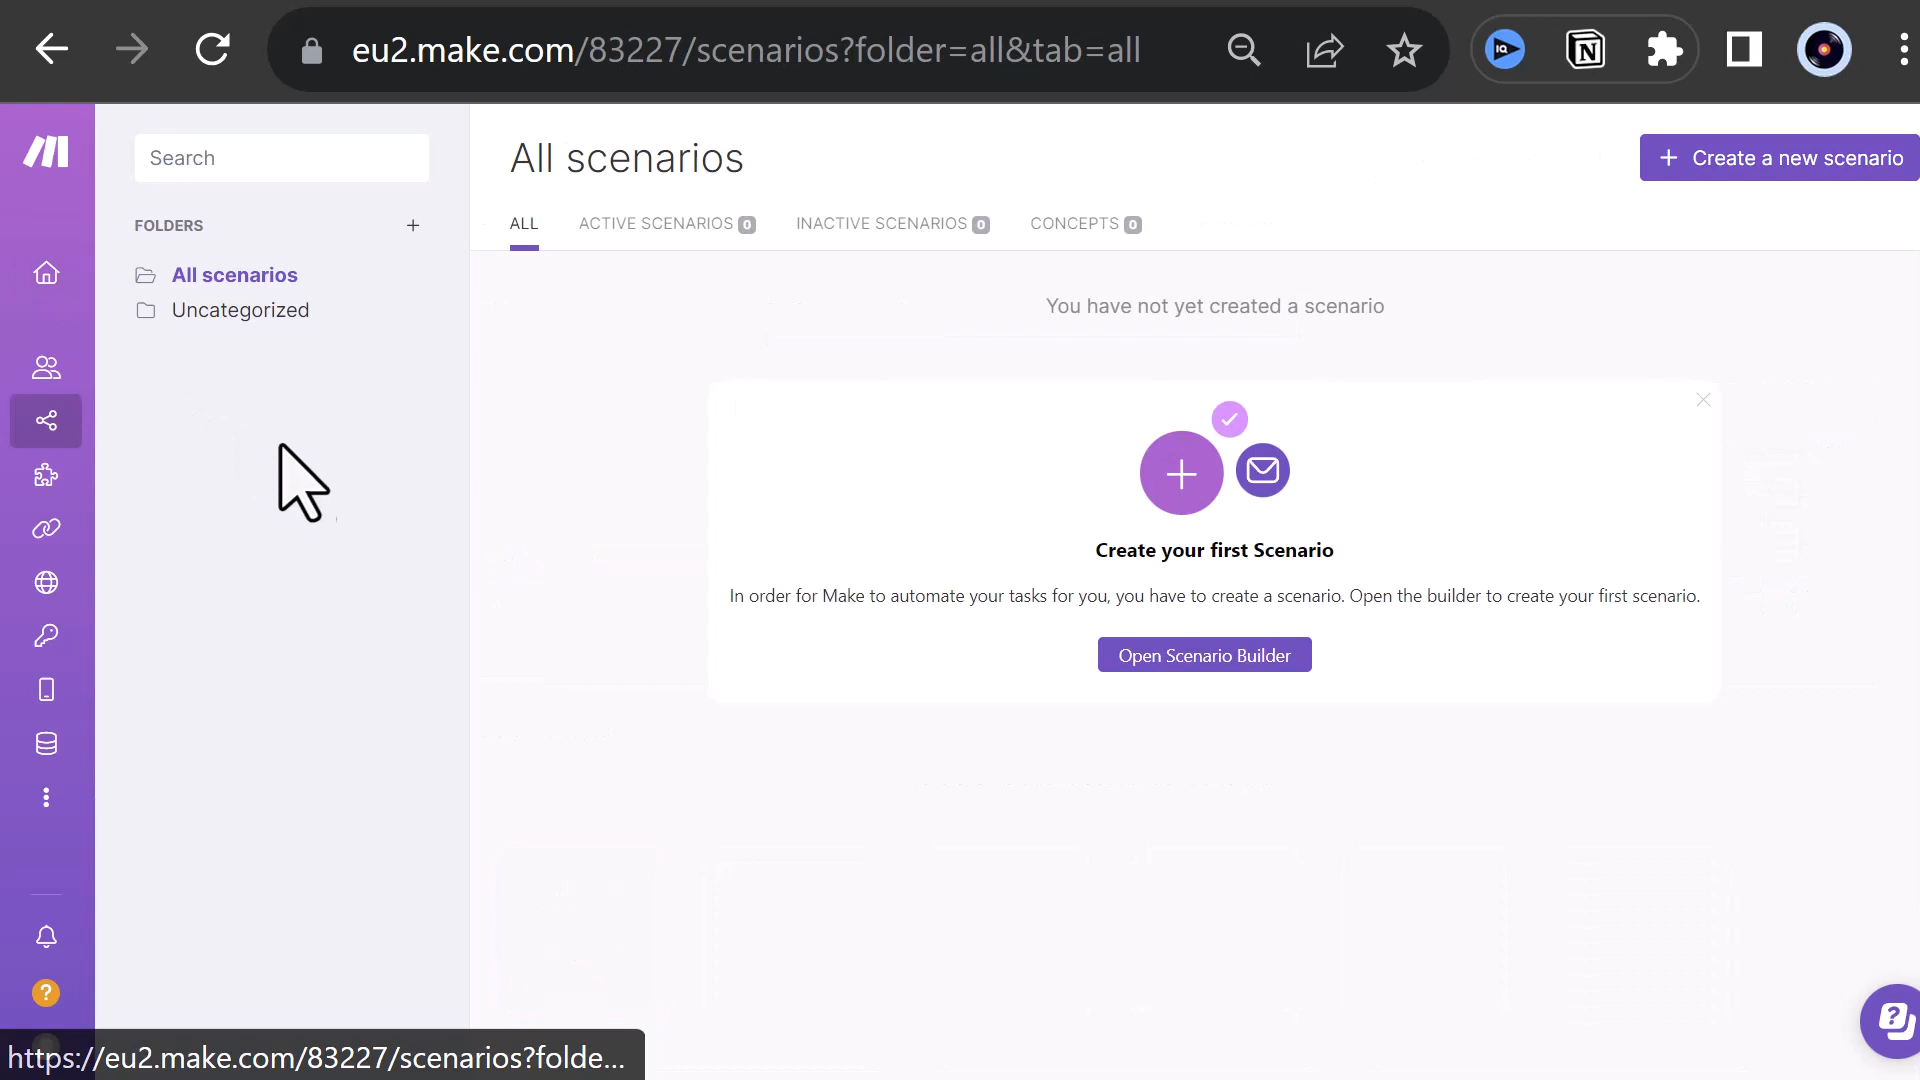 eu2.make.com/83227/scenarios?folder=all&tab=all
Search
All scenarios
+ Create a new scenario
FOLDERS +
ALL ACTIVE SCENARIOS 0 INACTIVE SCENARIOS 0 CONCEPTS 0
All scenarios
Uncategorized
You have not yet created a scenario
Create your first Scenario
In order for Make to automate your tasks for you, you have to create a scenario. Open the builder to create your first scenario.
Open Scenario Builder
https://eu2.make.com/83227/scenarios?folde...